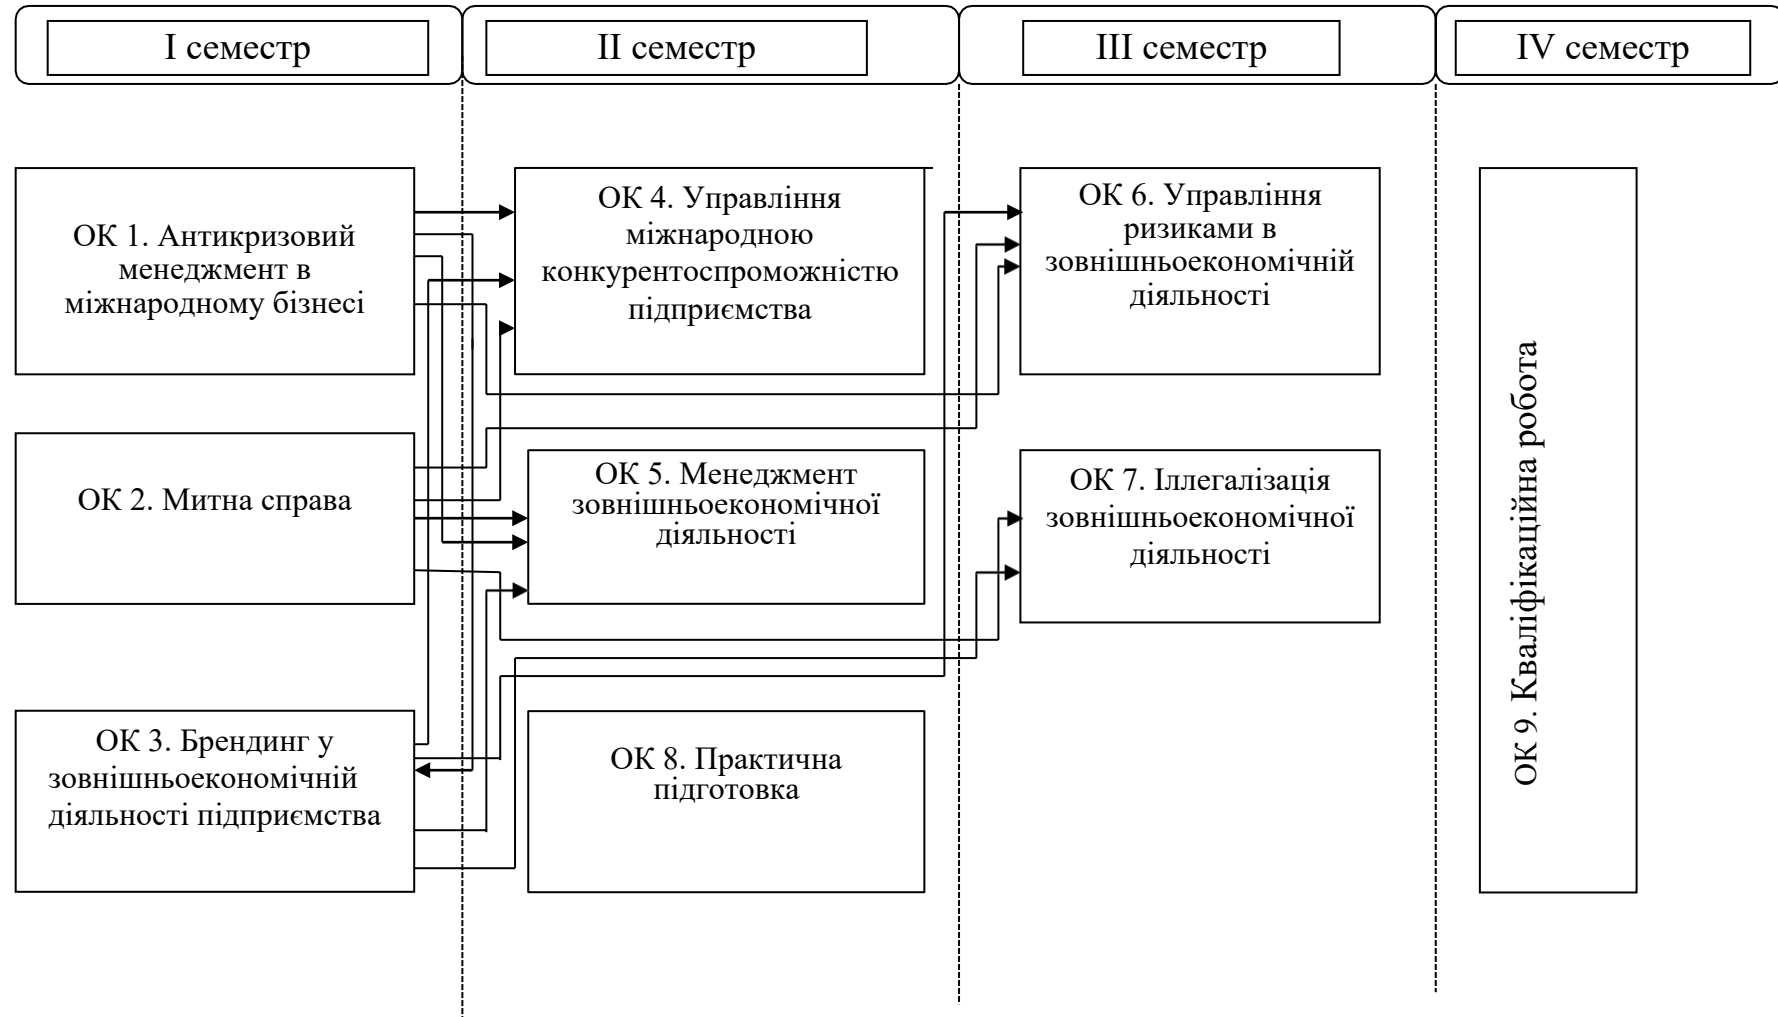 І семестр
ІІ семестр
ІІІ семестр
IV семестр
ОК 1. Антикризовий
менеджмент в
міжнародному бізнесі
ОК 2. Митна справа
ОК 3. Брендинг у
зовнішньоекономічній
діяльності підприємства
ОК 4. Управління
міжнародною
конкурентоспроможністю
підприємства
ОК 5. Менеджмент
зовнішньоекономічної
діяльності
ОК 8. Практична
підготовка
ОК 6. Управління
ризиками в
зовнішньоекономічній
діяльності
ОК 7. Іллегалізація
зовнішньоекономічної
діяльності
ОК 9. Кваліфікаційна робота